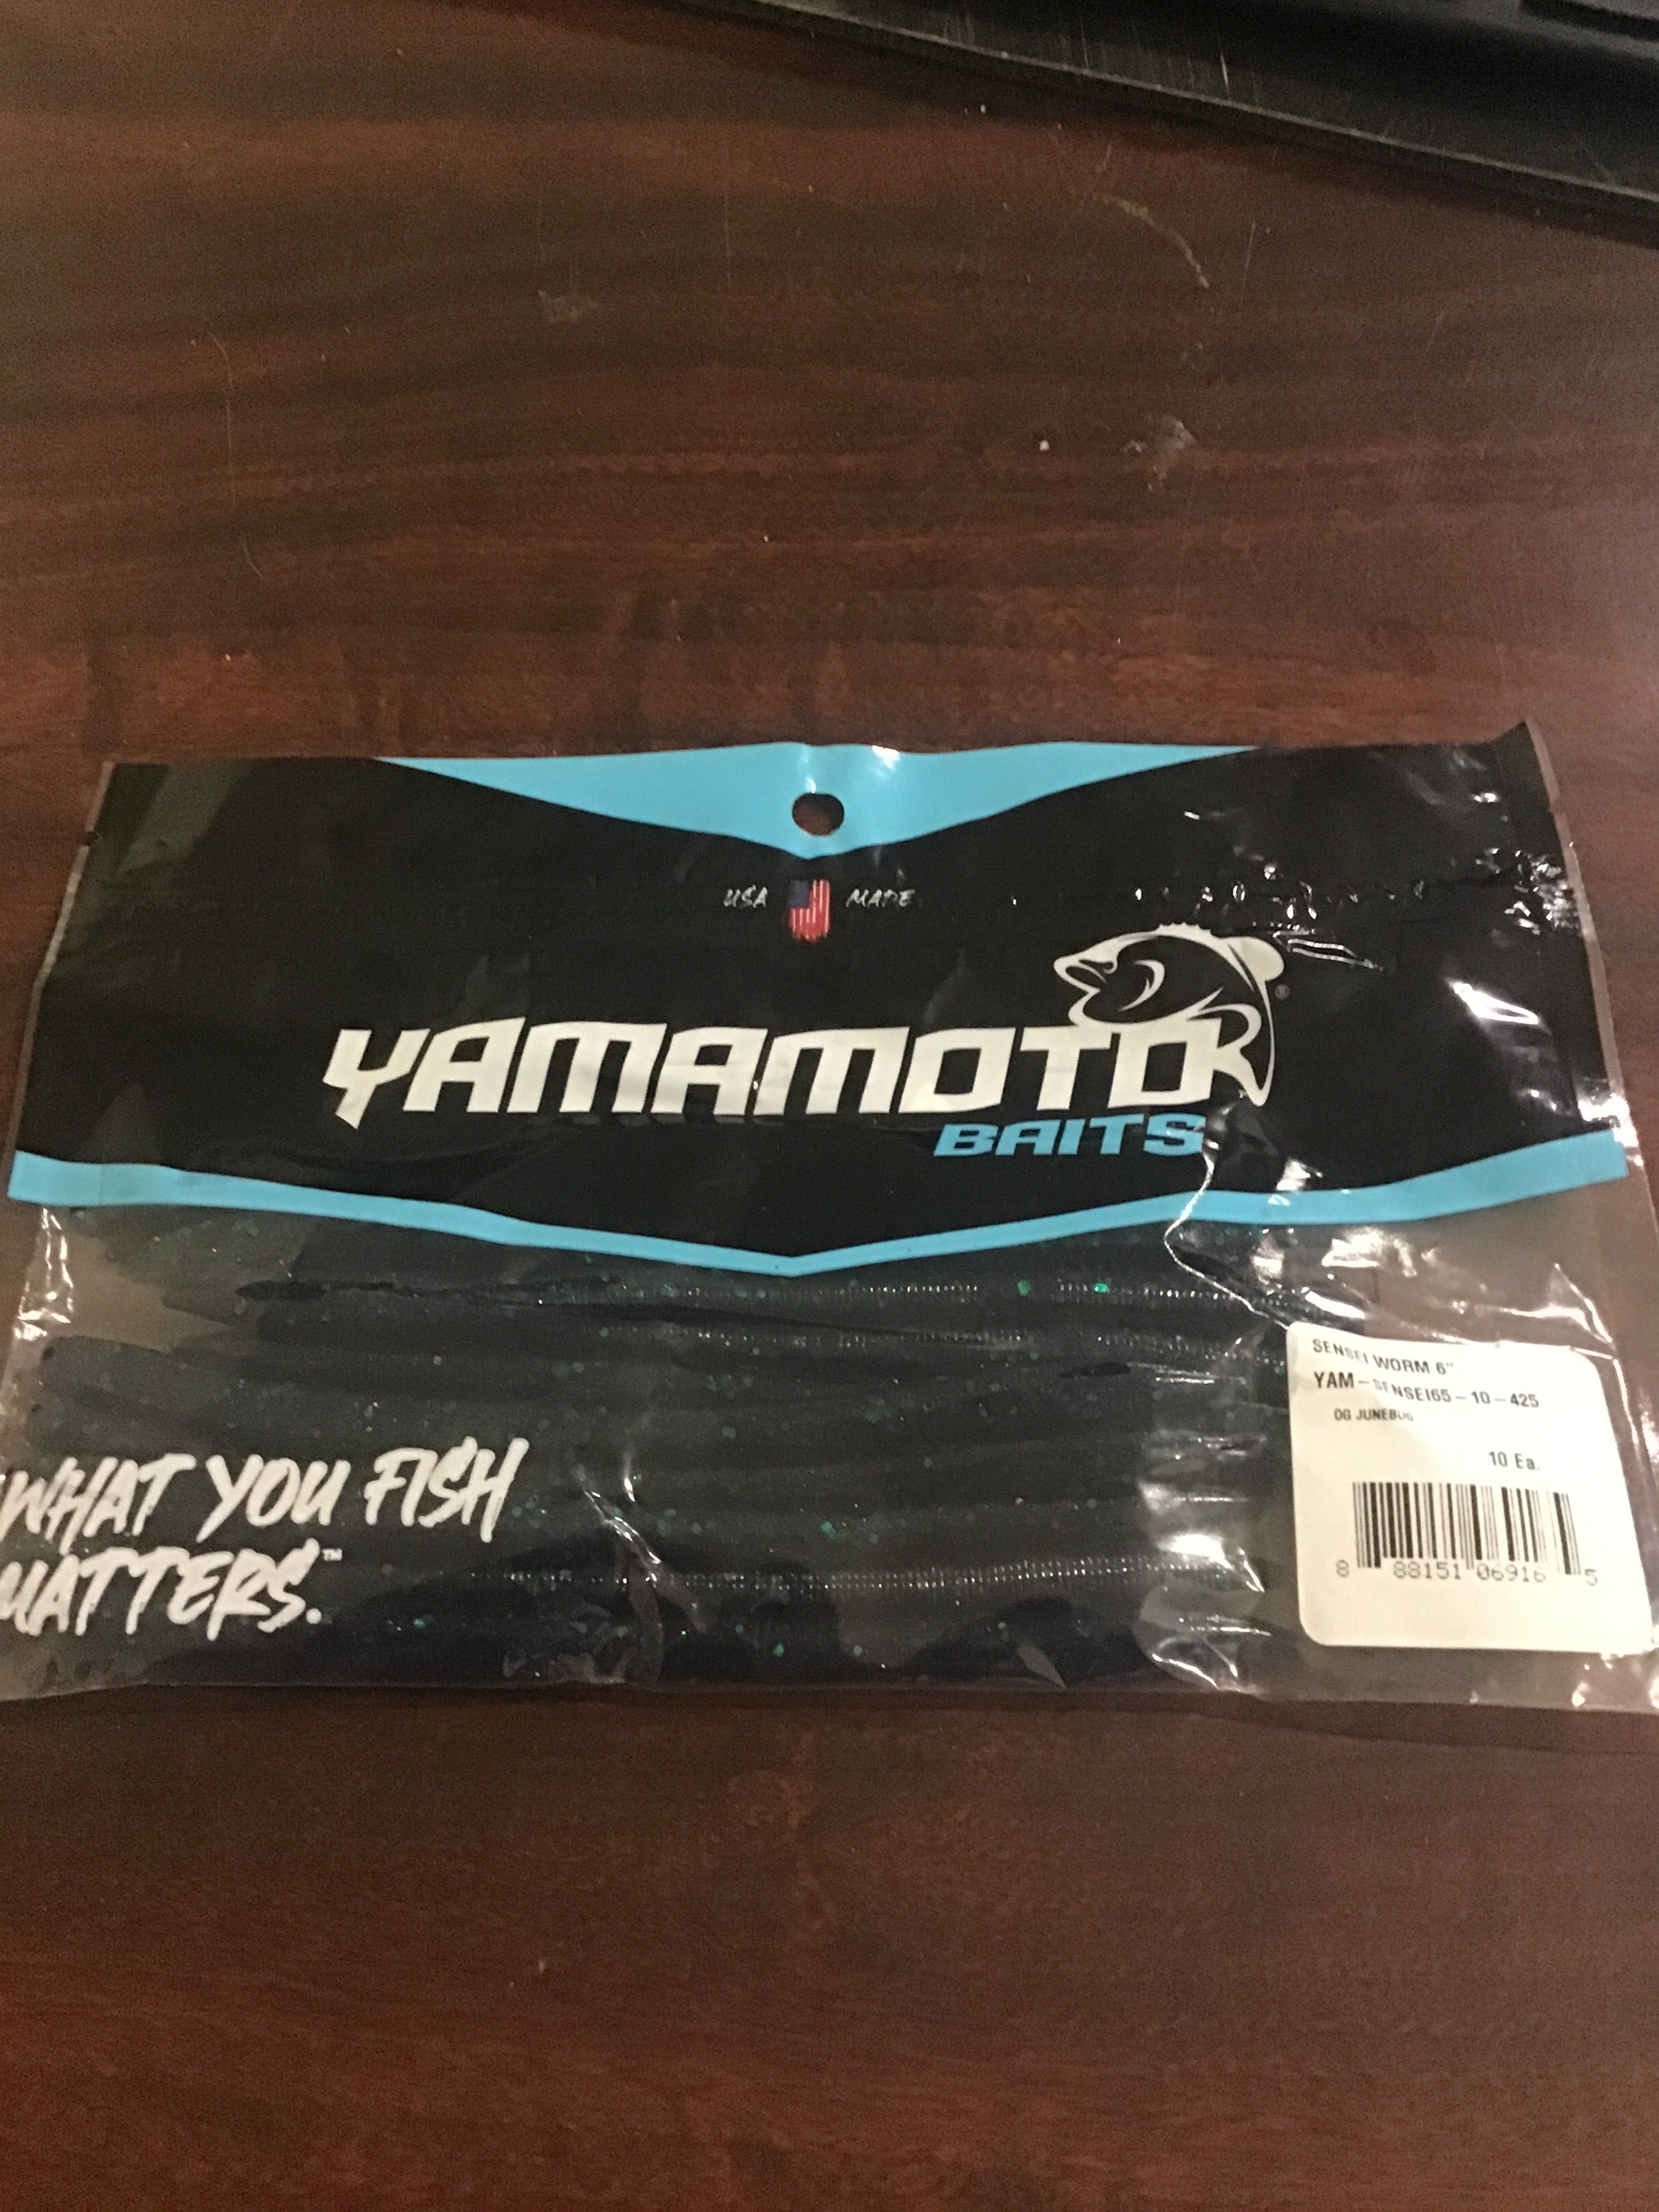 USA MADE
YAMAMOTO
®
BAITS
SENSEI WORM 6"
YAM-SENSEI65-10-425
OG JUNEBUG
10 Ea.
8 88151 06916 5
WHAT YOU FISH
MATTERS.™